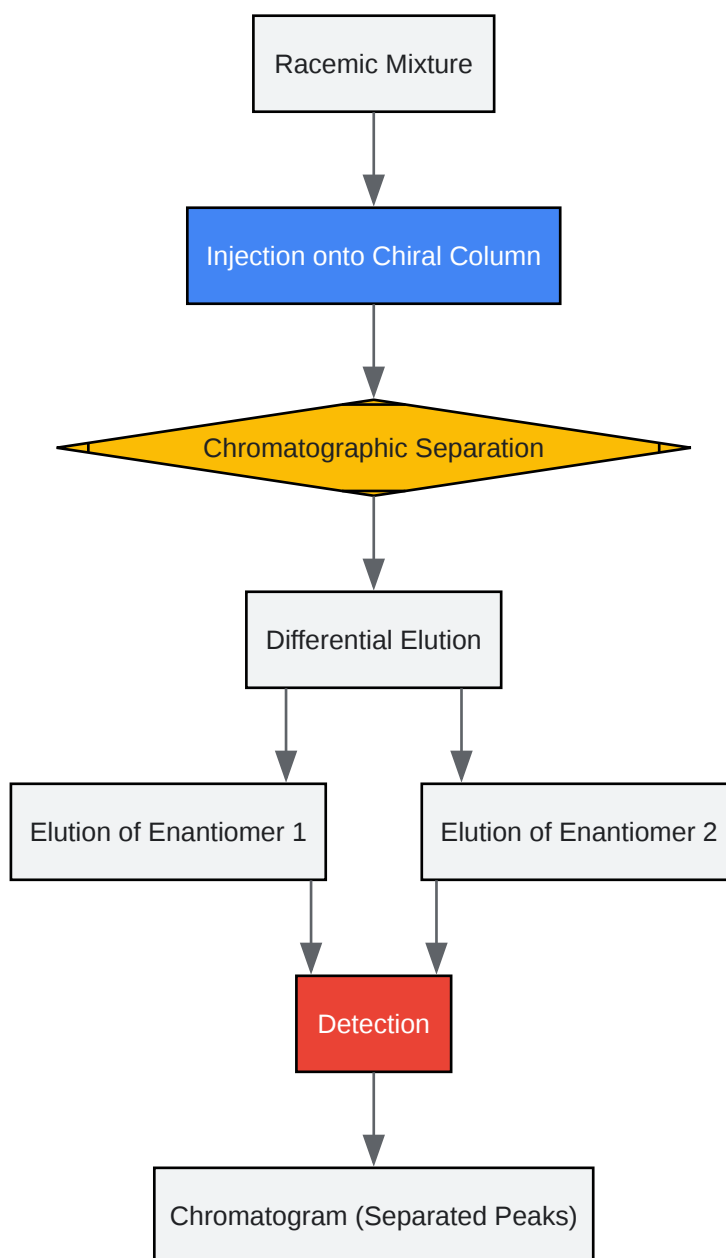 Racemic Mixture
Injection onto Chiral Column
Chromatographic Separation
Differential Elution
Elution of Enantiomer 1
Elution of Enantiomer 2
Detection
Chromatogram (Separated Peaks)